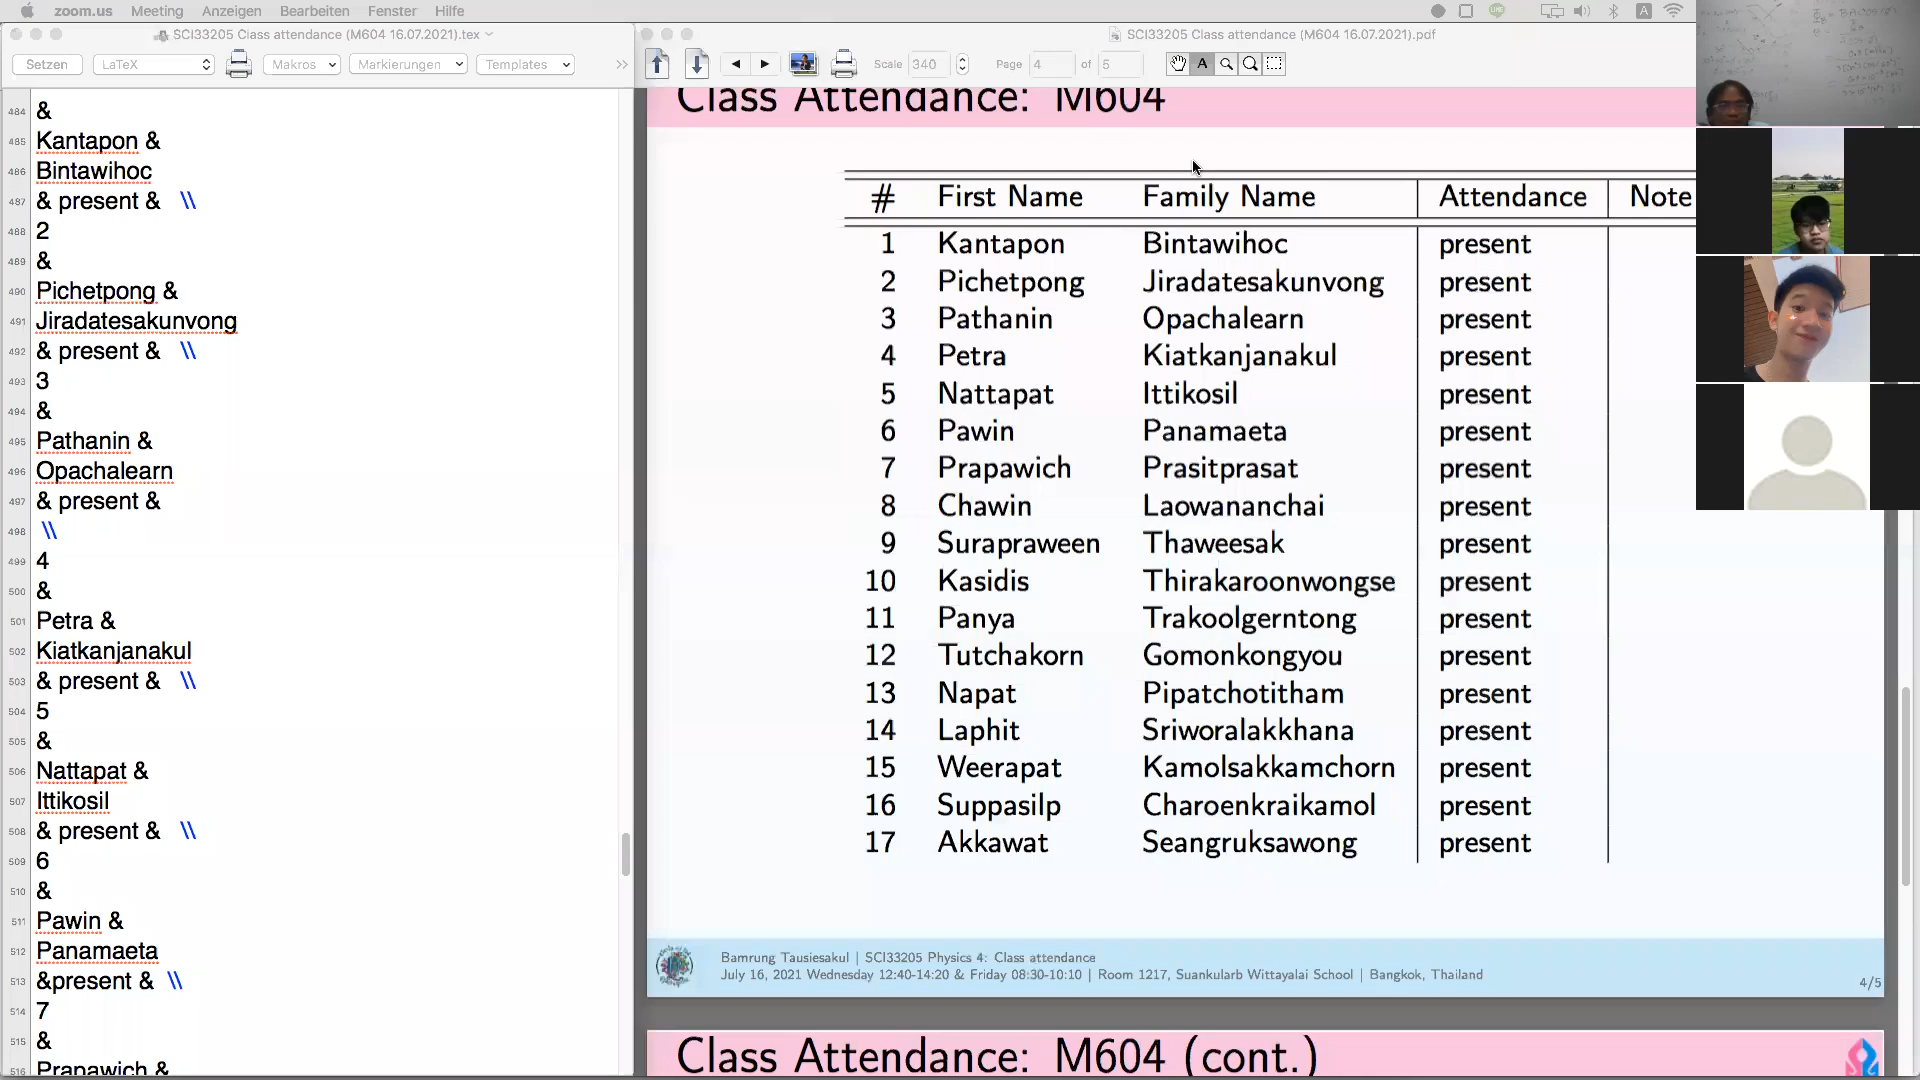 zoom.us Meeting Anzeigen Bearbeiten Fenster Hilfe
SCI33205 Class attendance (M604 16.07.2021).tex
Setzen LaTeX Makros Markierungen Templates >>
484 &
485 Kantapon &
486 Bintawihoc
487 & present & \\
488 2
489 &
490 Pichetpong &
491 Jiradatesakunvong
492 & present & \\
493 3
494 &
495 Pathanin &
496 Opachalearn
497 & present &
498 \\
499 4
500 &
501 Petra &
502 Kiatkanjanakul
503 & present & \\
504 5
505 &
506 Nattapat &
507 Ittikosil
508 & present & \\
509 6
510 &
511 Pawin &
512 Panamaeta
513 &present & \\
514 7
515 &
516 Prapawich &
SCI33205 Class attendance (M604 16.07.2021).pdf
Scale 340 Page 4 of 5 A
Class Attendance: M604
# First Name Family Name Attendance Note
1 Kantapon Bintawihoc present
2 Pichetpong Jiradatesakunvong present
3 Pathanin Opachalearn present
4 Petra Kiatkanjanakul present
5 Nattapat Ittikosil present
6 Pawin Panamaeta present
7 Prapawich Prasitprasat present
8 Chawin Laowananchai present
9 Surapraween Thaweesak present
10 Kasidis Thirakaroonwongse present
11 Panya Trakoolgerntong present
12 Tutchakorn Gomonkongyou present
13 Napat Pipatchotitham present
14 Laphit Sriworalakkhana present
15 Weerapat Kamolsakkamchorn present
16 Suppasilp Charoenkraikamol present
17 Akkawat Seangruksawong present
Bamrung Tausiesakul | SCI33205 Physics 4: Class attendance
July 16, 2021 Wednesday 12:40-14:20 & Friday 08:30-10:10 | Room 1217, Suankularb Wittayalai School | Bangkok, Thailand
4/5
Class Attendance: M604 (cont.)